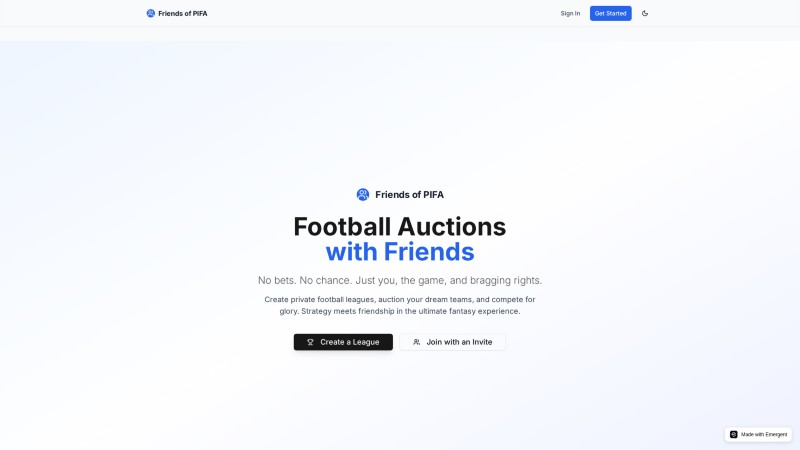 Friends of PIFA
Sign In
Get Started
Friends of PIFA
Football Auctions
with Friends
No bets. No chance. Just you, the game, and bragging rights.
Create private football leagues, auction your dream teams, and compete for
glory. Strategy meets friendship in the ultimate fantasy experience.
Create a League
Join with an Invite
Made with Emergent